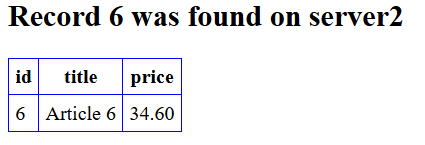 Record 6 was found on server2
id title price
6 Article 6 34.60